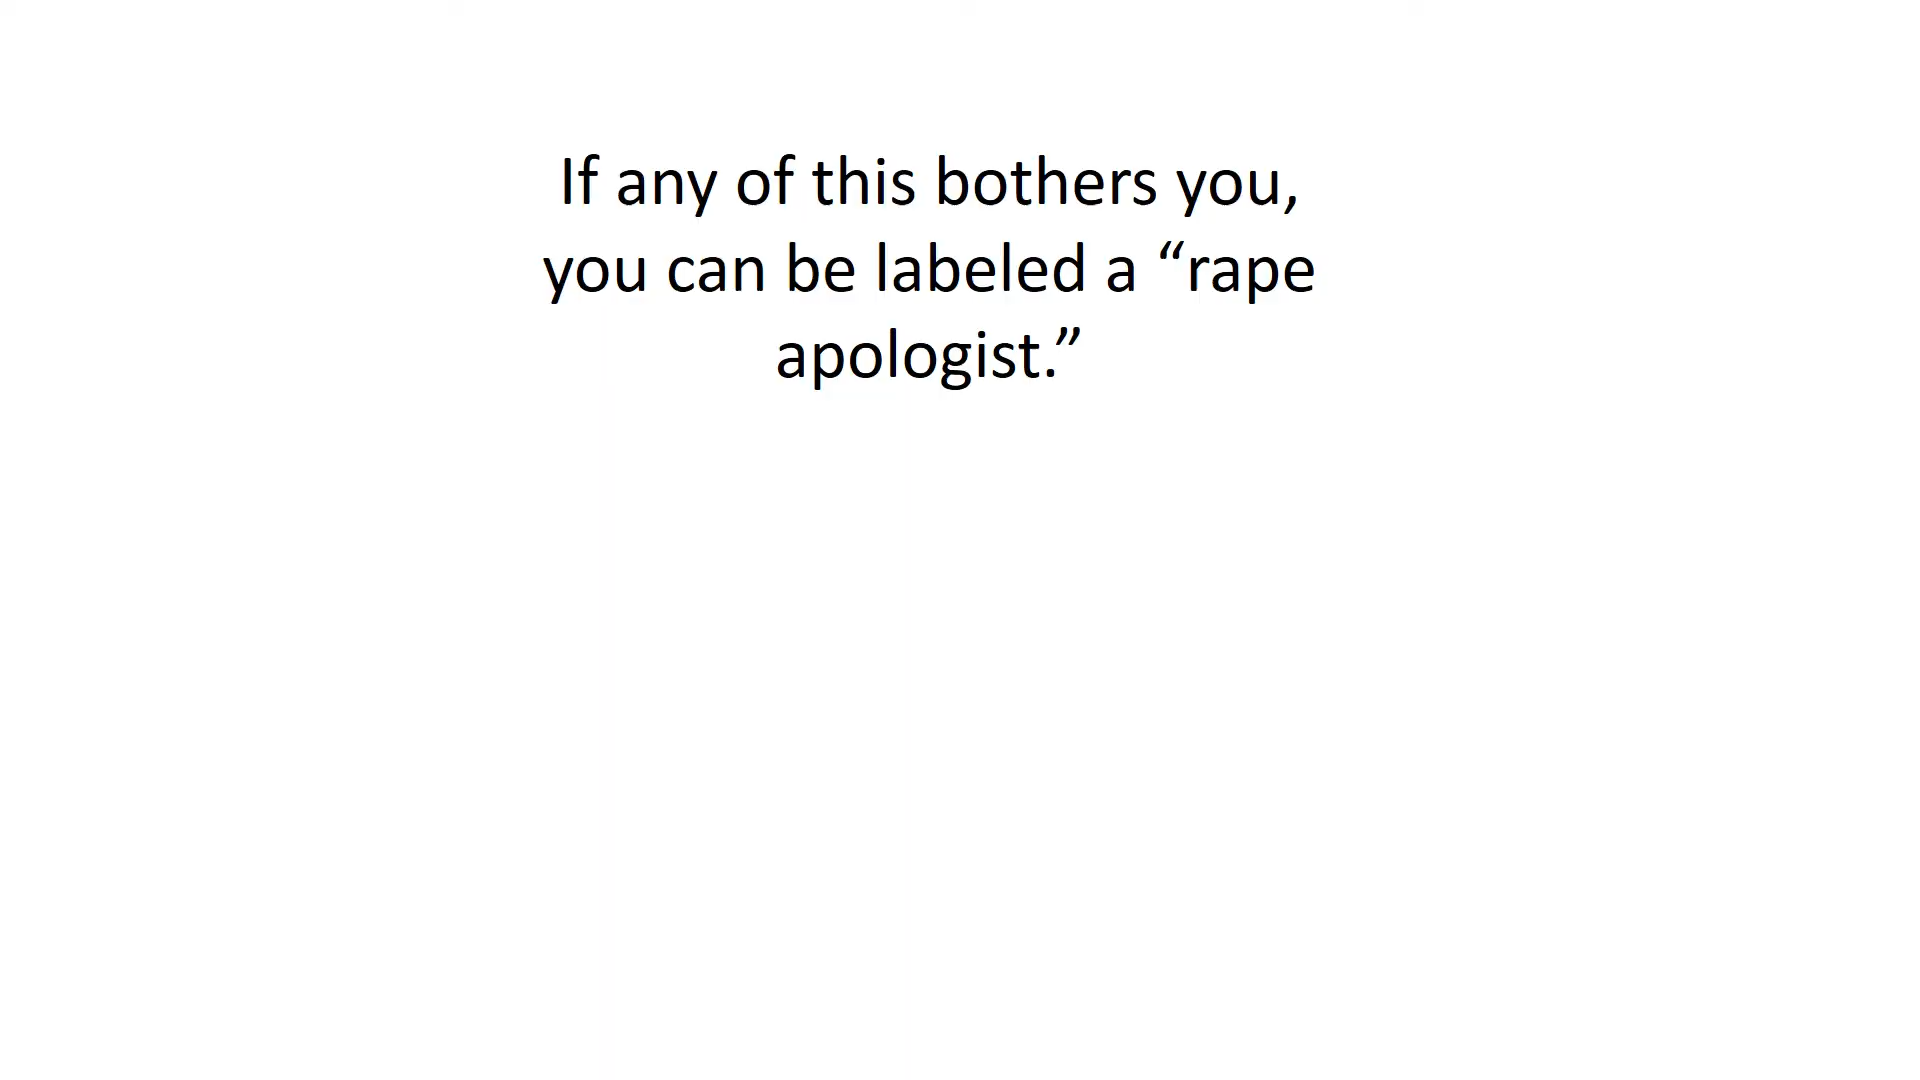 If any of this bothers you,
you can be labeled a “rape
apologist.”